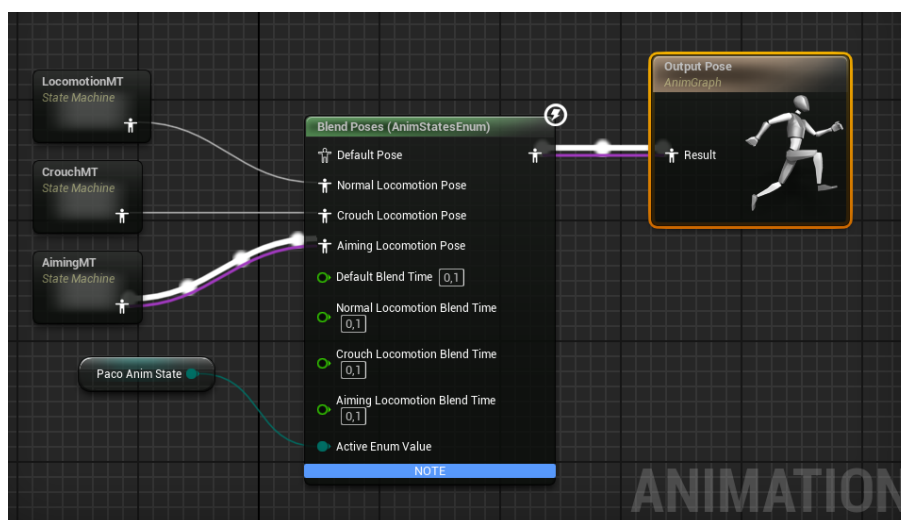 LocomotionMT
State Machine
CrouchMT
State Machine
AimingMT
State Machine
Paco Anim State
Blend Poses (AnimStatesEnum)
Default Pose
Normal Locomotion Pose
Crouch Locomotion Pose
Aiming Locomotion Pose
Default Blend Time 0,1
Normal Locomotion Blend Time
0,1
Crouch Locomotion Blend Time
0,1
Aiming Locomotion Blend Time
0,1
Active Enum Value
NOTE
Output Pose
AnimGraph
Result
ANIMATION